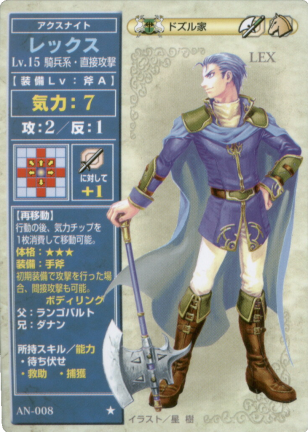 アクスナイト
レックス
Lv.15 騎兵系・直接攻撃
【装備Lv：斧A】
気力：7
攻：2／反：1
に対して
+1
【再移動】
行動の後、気力チップを
1枚消費して移動可能。
体格：★★★
装備：手斧
初期装備で攻撃を行った場
合、間接攻撃も可能。
ボディリング
父：ランゴバルト
兄：ダナン
所持スキル／能力
・待ち伏せ
・救助 ・捕獲
AN-008 ★
ドズル家
LEX
イラスト／星 樹